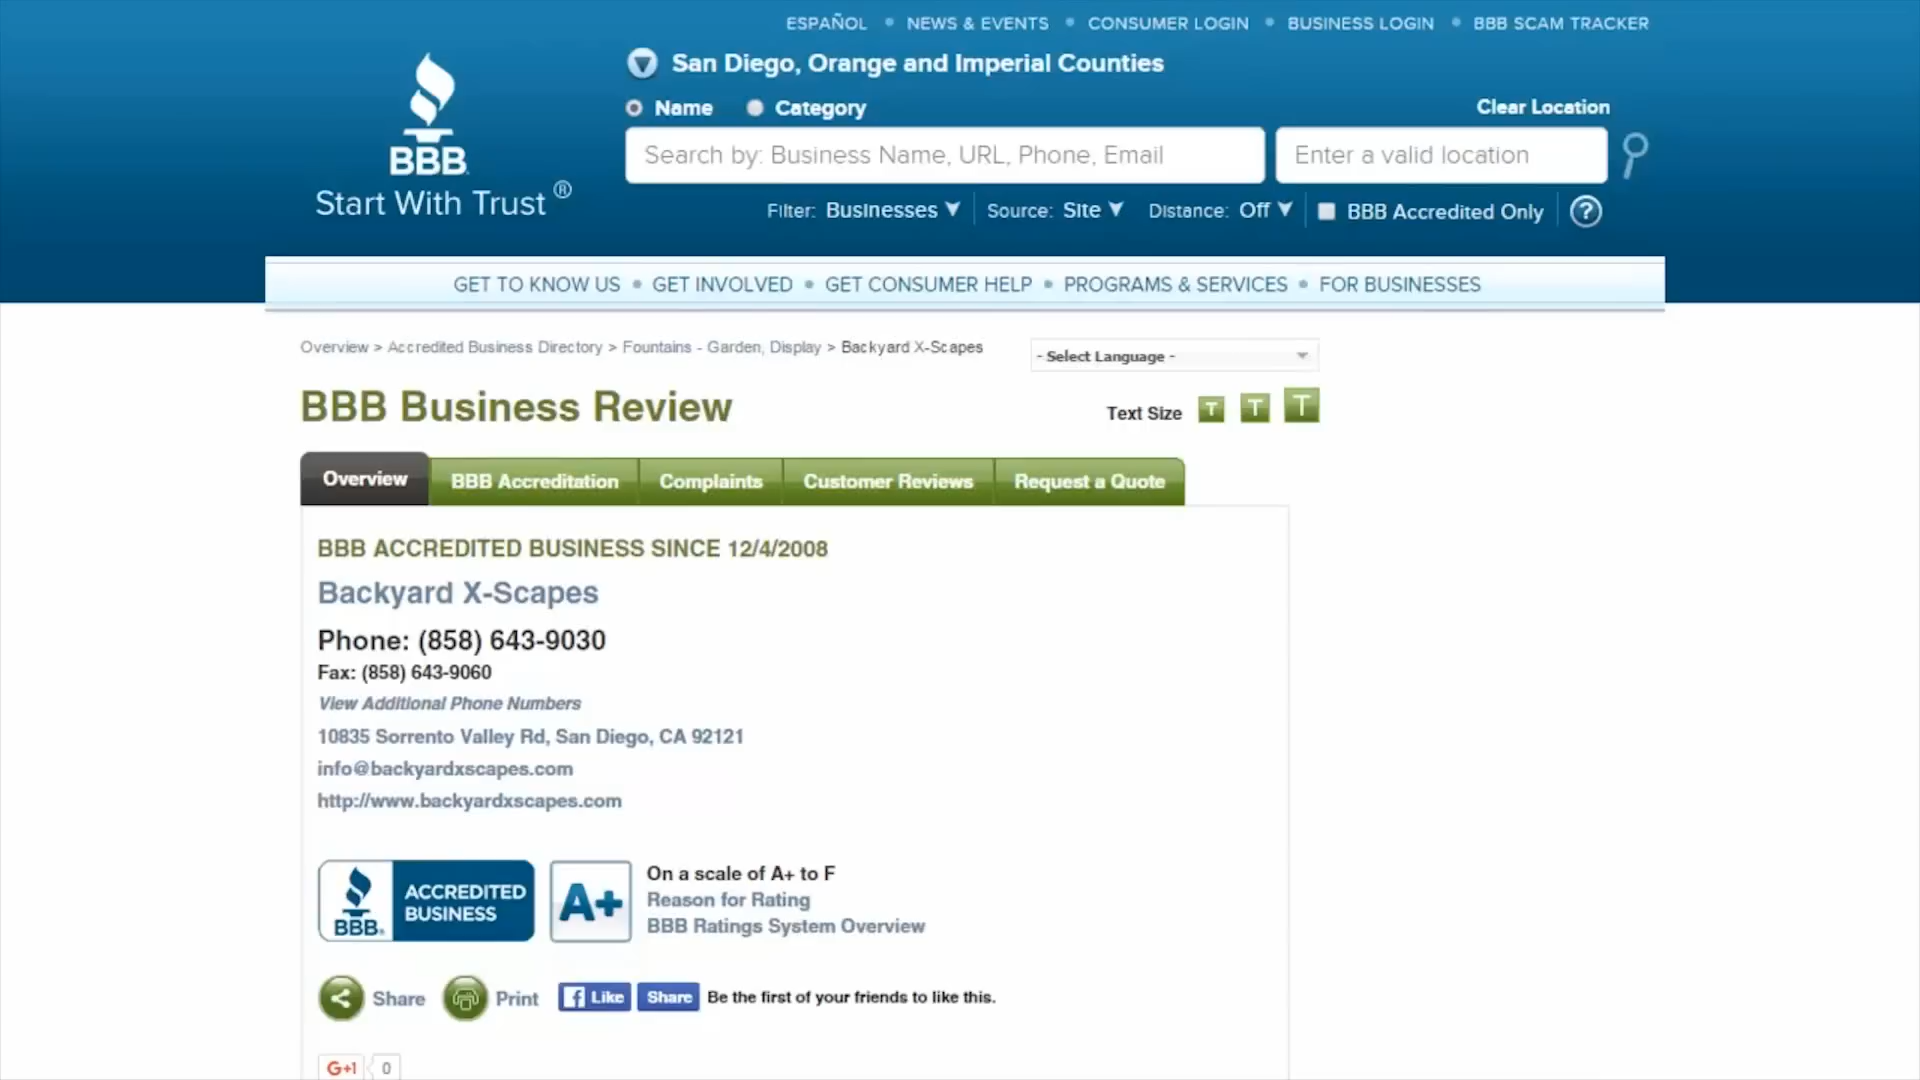 ESPAÑOL • NEWS & EVENTS • CONSUMER LOGIN • BUSINESS LOGIN • BBB SCAM TRACKER
San Diego, Orange and Imperial Counties
Name Category Clear Location
Search by: Business Name, URL, Phone, Email Enter a valid location
BBB
Start With Trust ®
Filter: Businesses Source: Site Distance: Off BBB Accredited Only ?
GET TO KNOW US • GET INVOLVED • GET CONSUMER HELP • PROGRAMS & SERVICES • FOR BUSINESSES
Overview > Accredited Business Directory > Fountains - Garden, Display > Backyard X-Scapes
- Select Language -
BBB Business Review
Text Size T T T
Overview BBB Accreditation Complaints Customer Reviews Request a Quote
BBB ACCREDITED BUSINESS SINCE 12/4/2008
Backyard X-Scapes
Phone: (858) 643-9030
Fax: (858) 643-9060
View Additional Phone Numbers
10835 Sorrento Valley Rd, San Diego, CA 92121
info@backyardxscapes.com
http://www.backyardxscapes.com
BBB. ACCREDITED BUSINESS
A+
On a scale of A+ to F
Reason for Rating
BBB Ratings System Overview
Share Print f Like Share Be the first of your friends to like this.
G+1 0